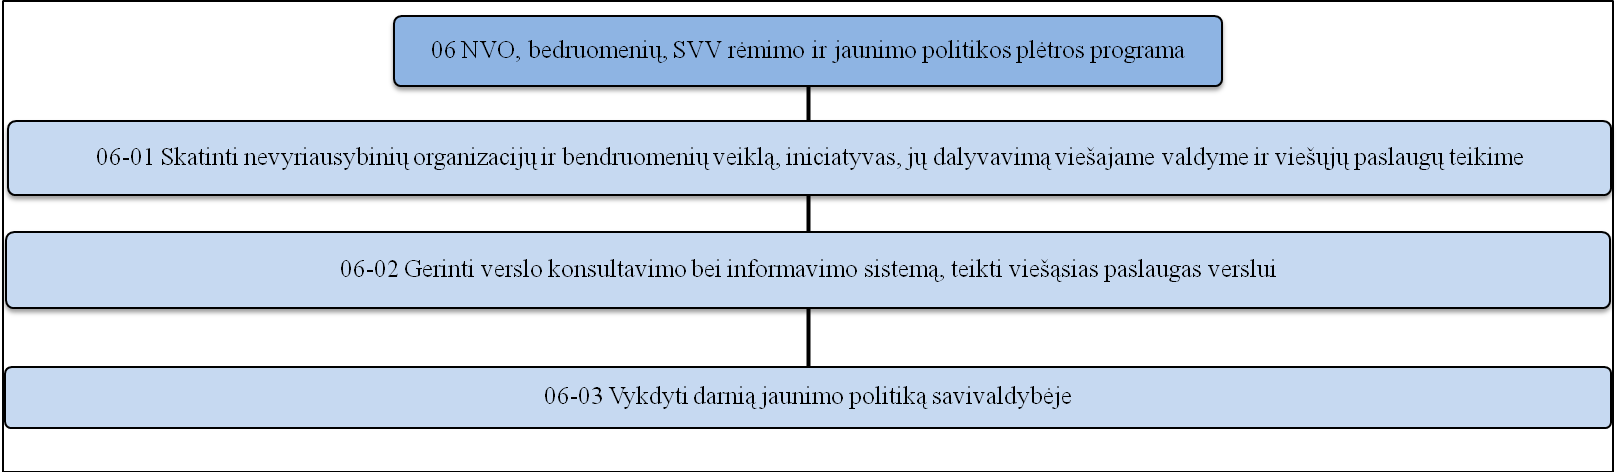 06 NVO, bedruomenių, SVV rėmimo ir jaunimo politikos plėtros programa
06-01 Skatinti nevyriausybinių organizacijų ir bendruomenių veiklą, iniciatyvas, jų dalyvavimą viešajame valdyme ir viešųjų paslaugų teikime
06-02 Gerinti verslo konsultavimo bei informavimo sistemą, teikti viešąsias paslaugas verslui
06-03 Vykdyti darnią jaunimo politiką savivaldybėje